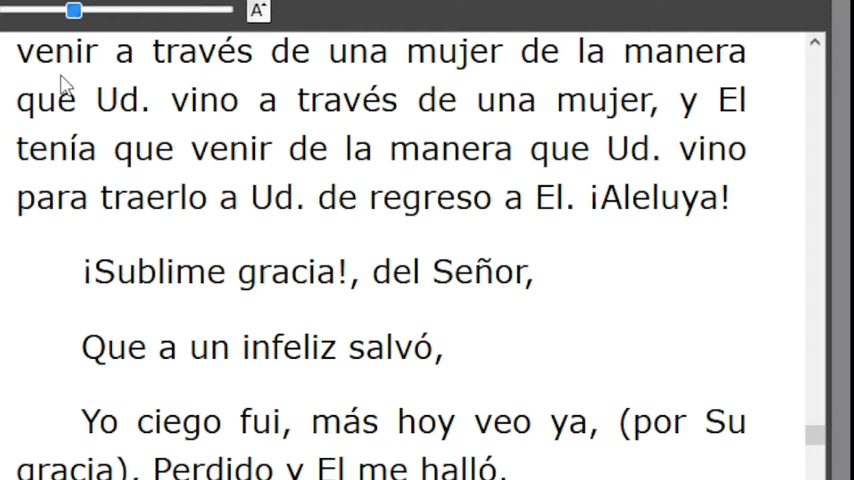 A
venir a través de una mujer de la manera
que Ud. vino a través de una mujer, y El
tenía que venir de la manera que Ud. vino
para traerlo a Ud. de regreso a El. ¡Aleluya!
¡Sublime gracia!, del Señor,
Que a un infeliz salvó,
Yo ciego fui, más hoy veo ya, (por Su
gracia), Perdido y El me halló.